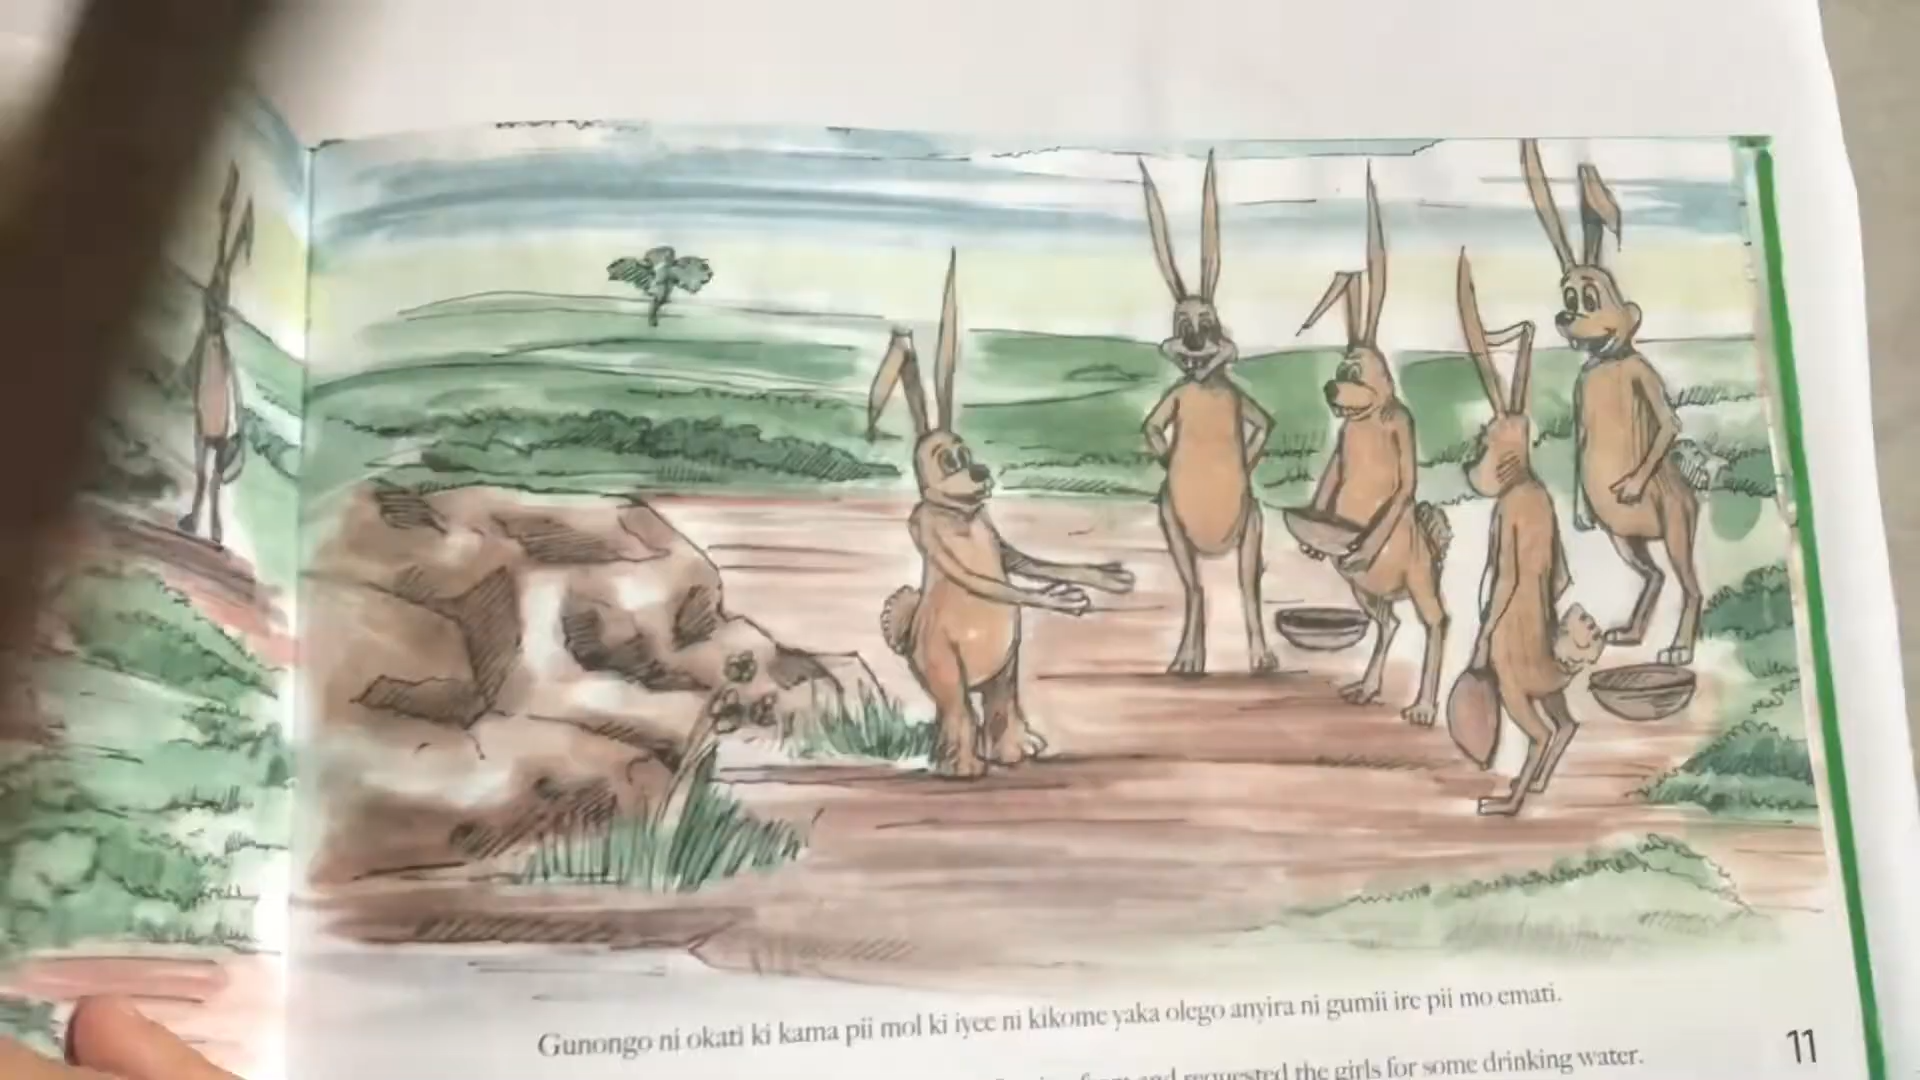 Gunongo ni okati ki kama pii mol ki iyee ni kikome yaka olego anyira ni gumii ire pii mo emati.
and requested the girls for some drinking water.
11